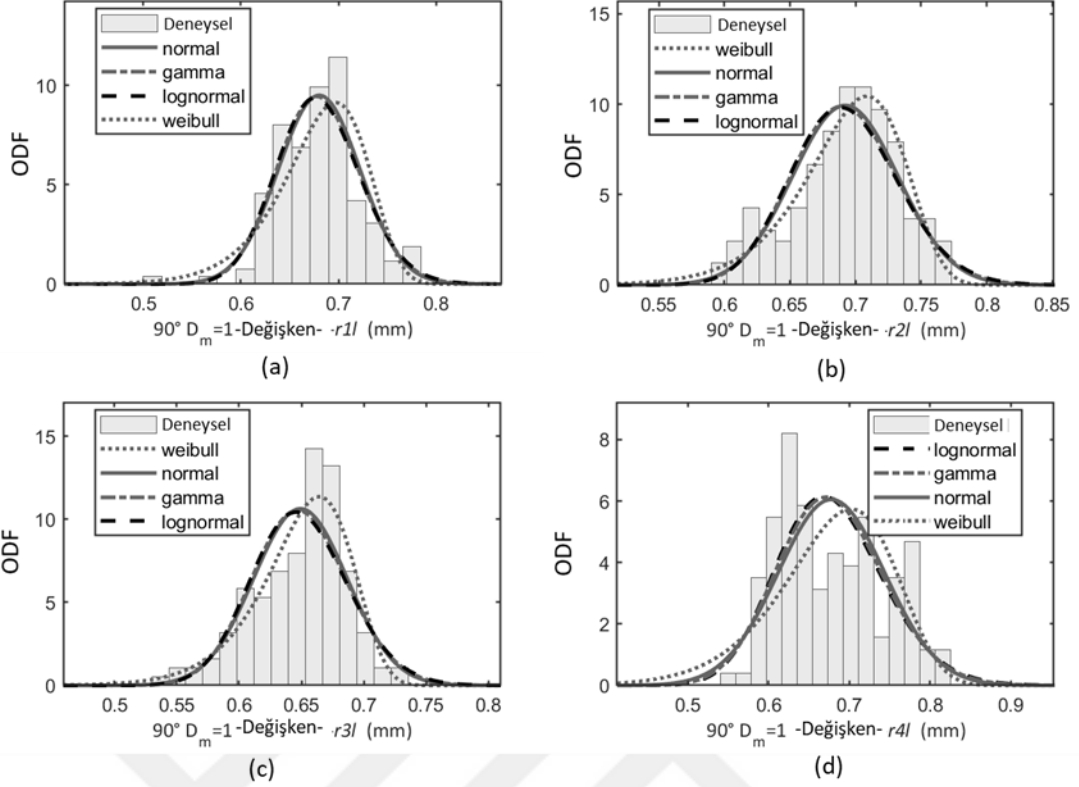 Deneysel
normal
gamma
lognormal
weibull
ODF
10
5
0
0.5 0.6 0.7 0.8
90° Dm=1-Değişken- ·r1l (mm)
(a)
Deneysel
weibull
normal
gamma
lognormal
ODF
15
10
5
0
0.55 0.6 0.65 0.7 0.75 0.8 0.85
90° Dm=1 -Değişken- ·r2l (mm)
(b)
Deneysel
weibull
normal
gamma
lognormal
ODF
15
10
5
0
0.5 0.55 0.6 0.65 0.7 0.75 0.8
90° Dm=1-Değişken- ·r3l (mm)
(c)
Deneysel
lognormal
gamma
normal
weibull
ODF
8
6
4
2
0
0.5 0.6 0.7 0.8 0.9
90° Dm=1 -Değişken- r4l (mm)
(d)